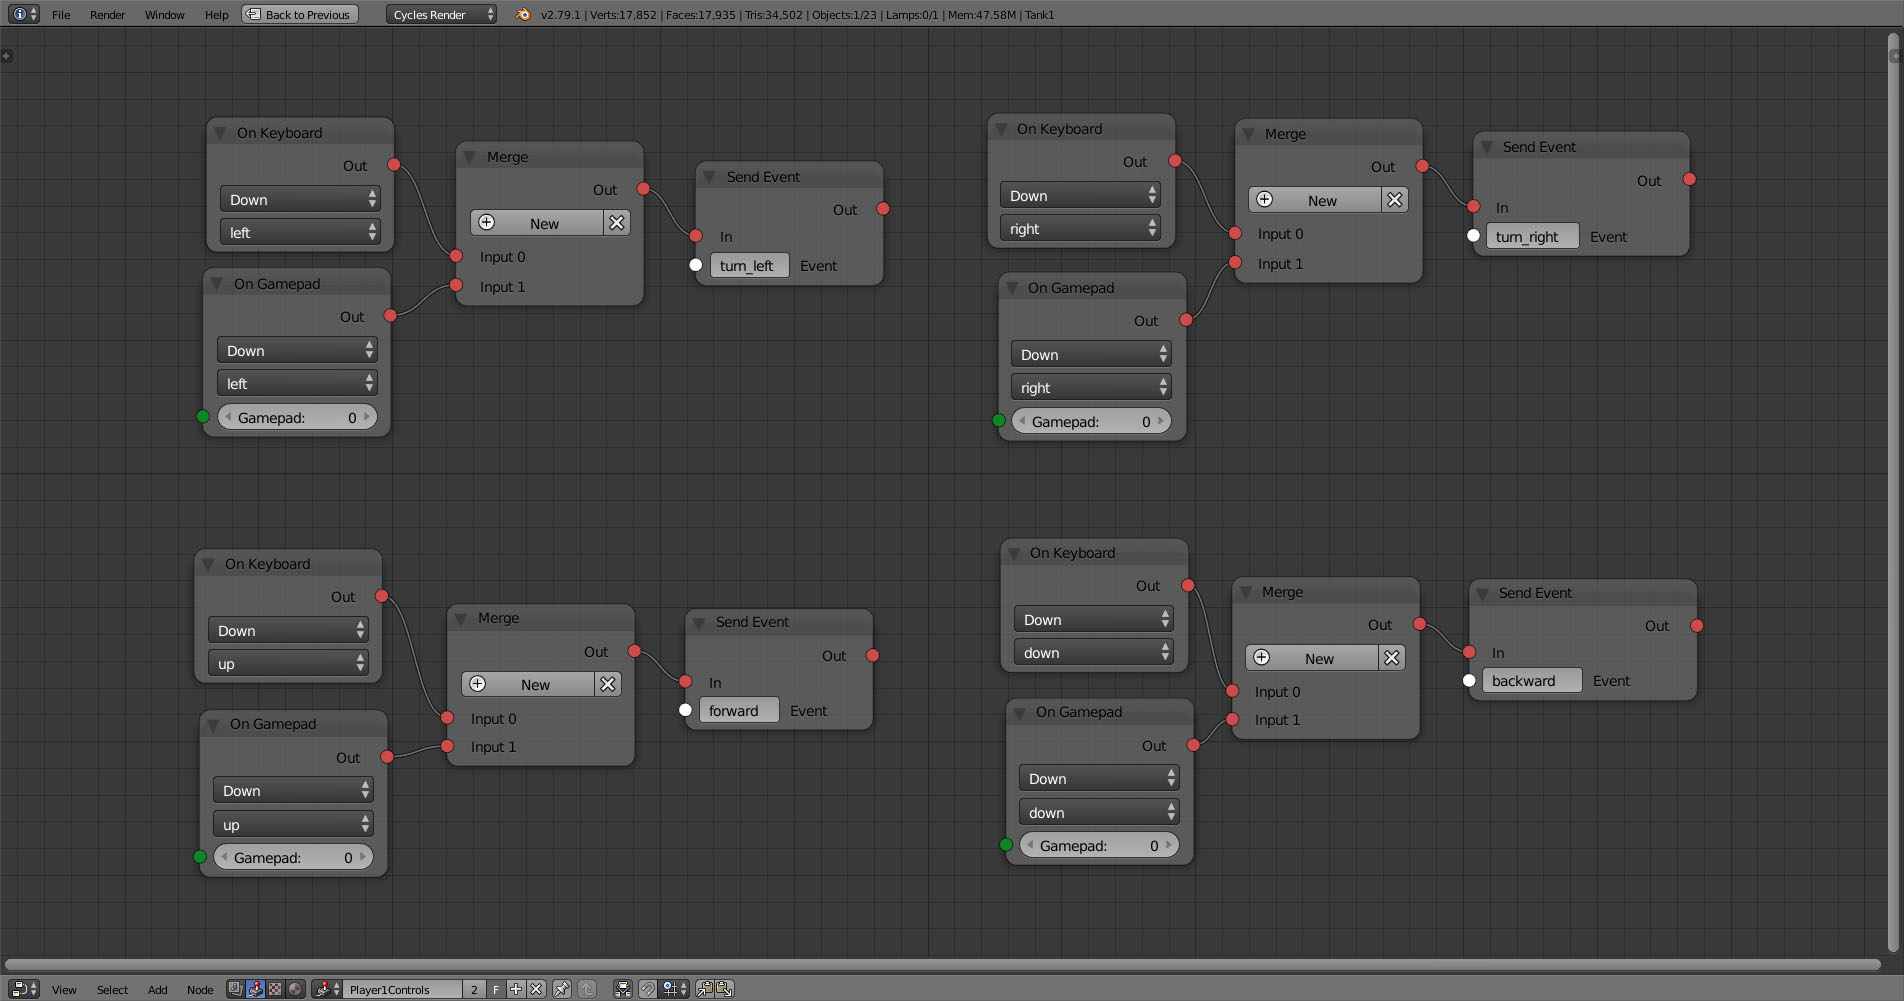 File Render Window Help Back to Previous Cycles Render v2.79.1 | Verts:17,852 | Faces:17,935 | Tris:34,502 | Objects:1/23 | Lamps:0/1 | Mem:47.58M | Tank1
On Keyboard
Out
Down
left
On Gamepad
Out
Down
left
Gamepad: 0
Merge
Out
New
Input 0
Input 1
Send Event
Out
In
turn_left Event
On Keyboard
Out
Down
right
On Gamepad
Out
Down
right
Gamepad: 0
Merge
Out
New
Input 0
Input 1
Send Event
Out
In
turn_right Event
On Keyboard
Out
Down
up
On Gamepad
Out
Down
up
Gamepad: 0
Merge
Out
New
Input 0
Input 1
Send Event
Out
In
forward Event
On Keyboard
Out
Down
down
On Gamepad
Out
Down
down
Gamepad: 0
Merge
Out
New
Input 0
Input 1
Send Event
Out
In
backward Event
View Select Add Node Player1Controls 2 F